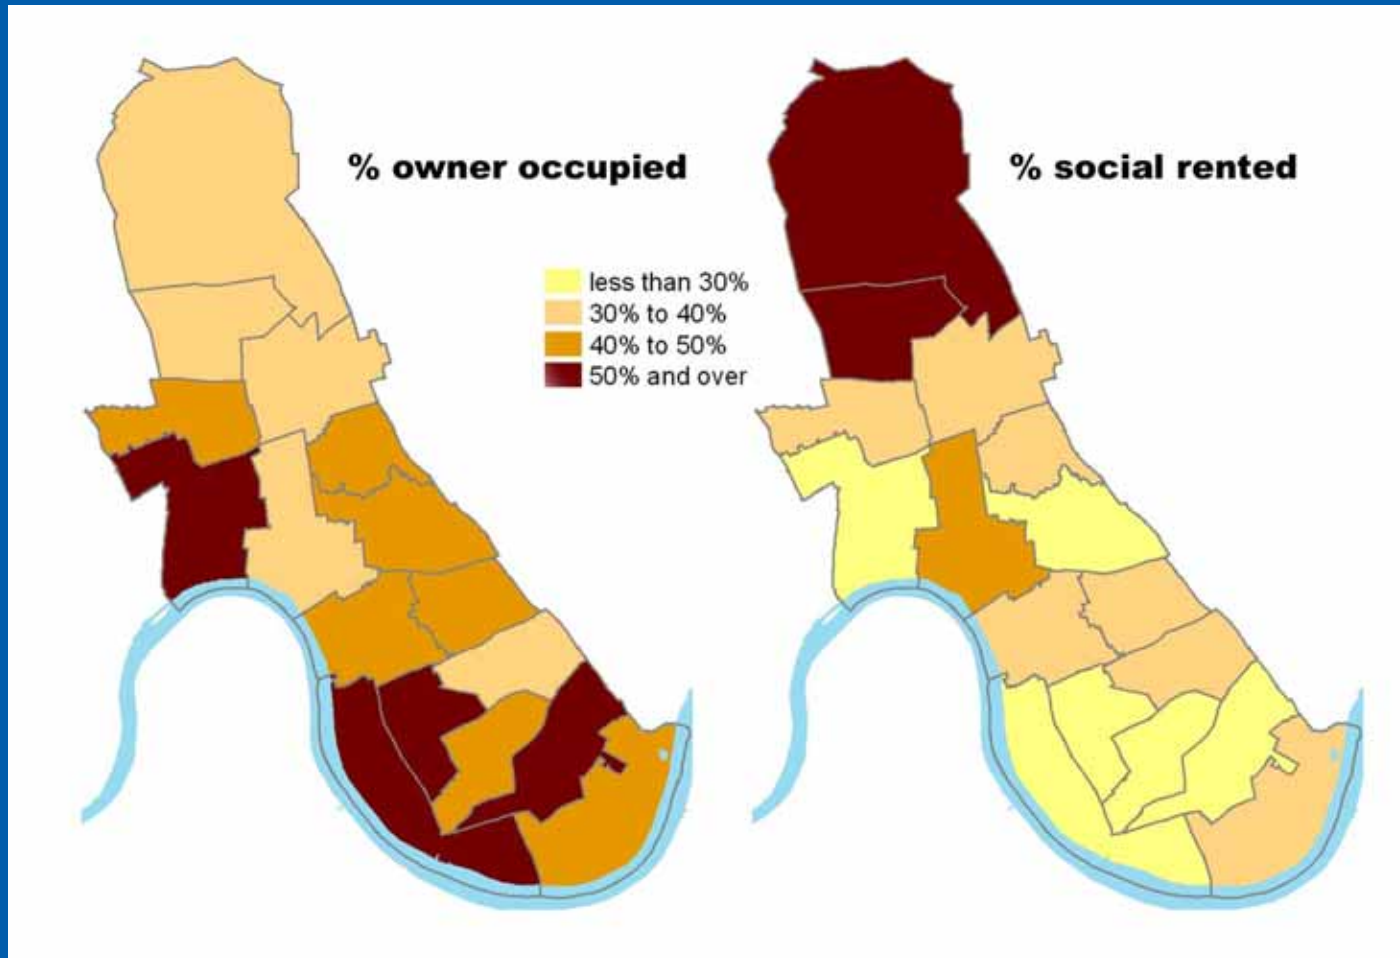 % owner occupied
% social rented
less than 30%
30% to 40%
40% to 50%
50% and over